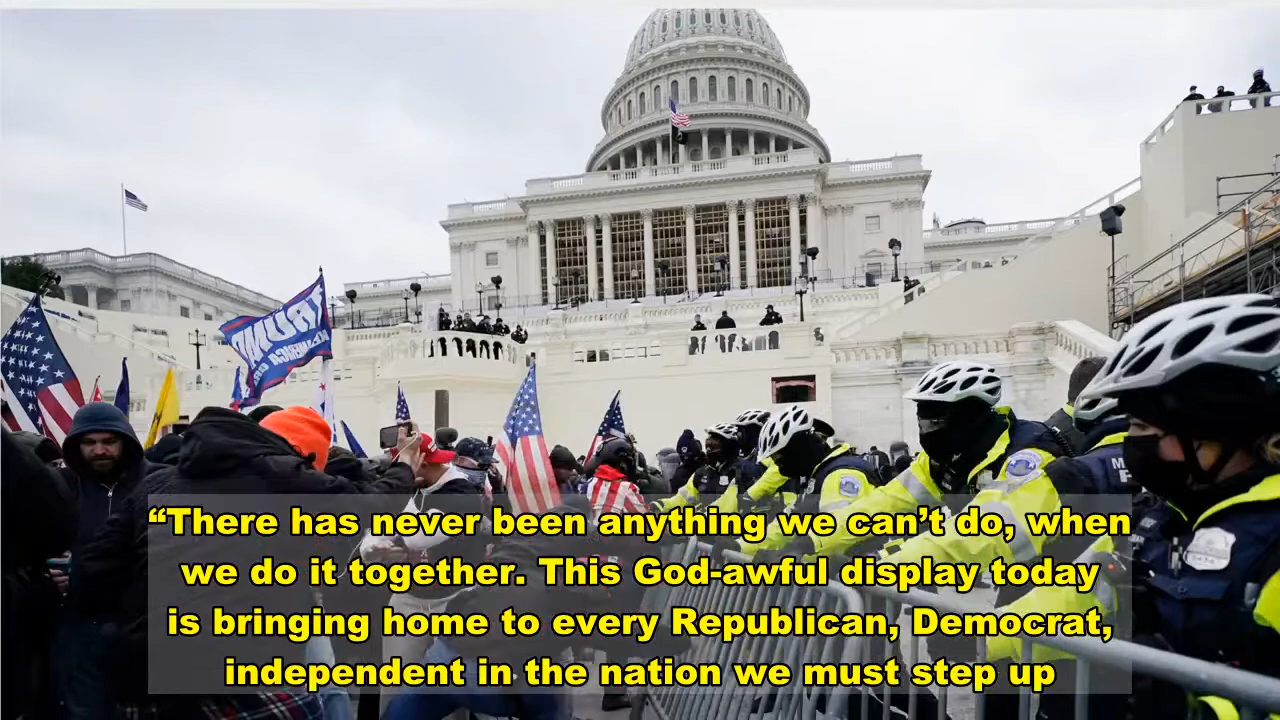 TRUMP
“There has never been anything we can’t do, when
we do it together. This God-awful display today
is bringing home to every Republican, Democrat,
independent in the nation we must step up